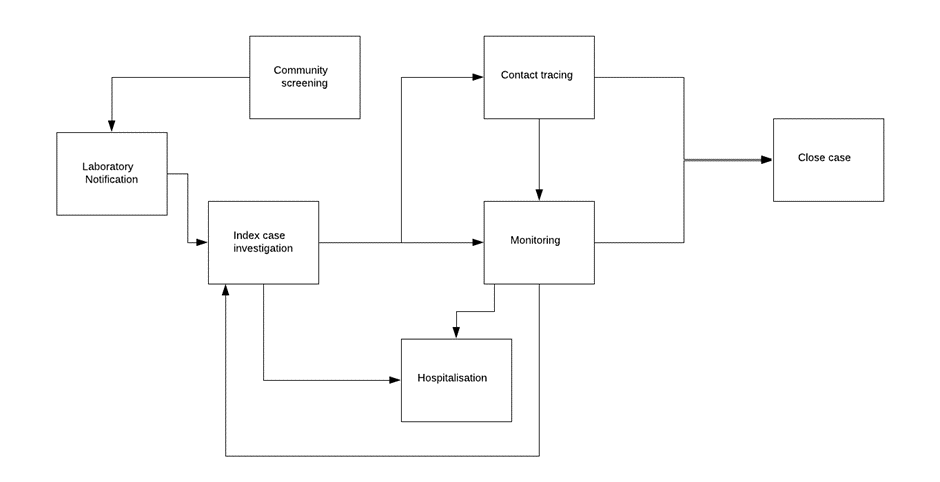 Community
screening
Contact tracing
Laboratory
Notification
Close case
Index case
investigation
Monitoring
Hospitalisation